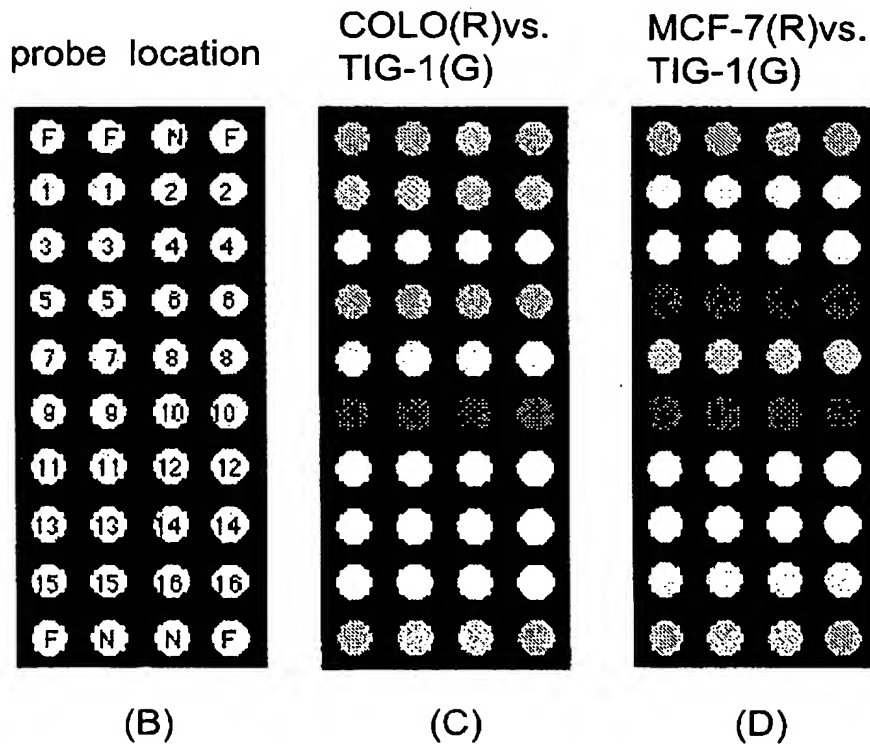 probe location
COLO(R)vs.
TIG-1(G)
MCF-7(R)vs.
TIG-1(G)
F F N F
1 1 2 2
3 3 4 4
5 5 6 6
7 7 8 8
9 9 10 10
11 11 12 12
13 13 14 14
15 15 16 16
F N N F
(B)
(C)
(D)